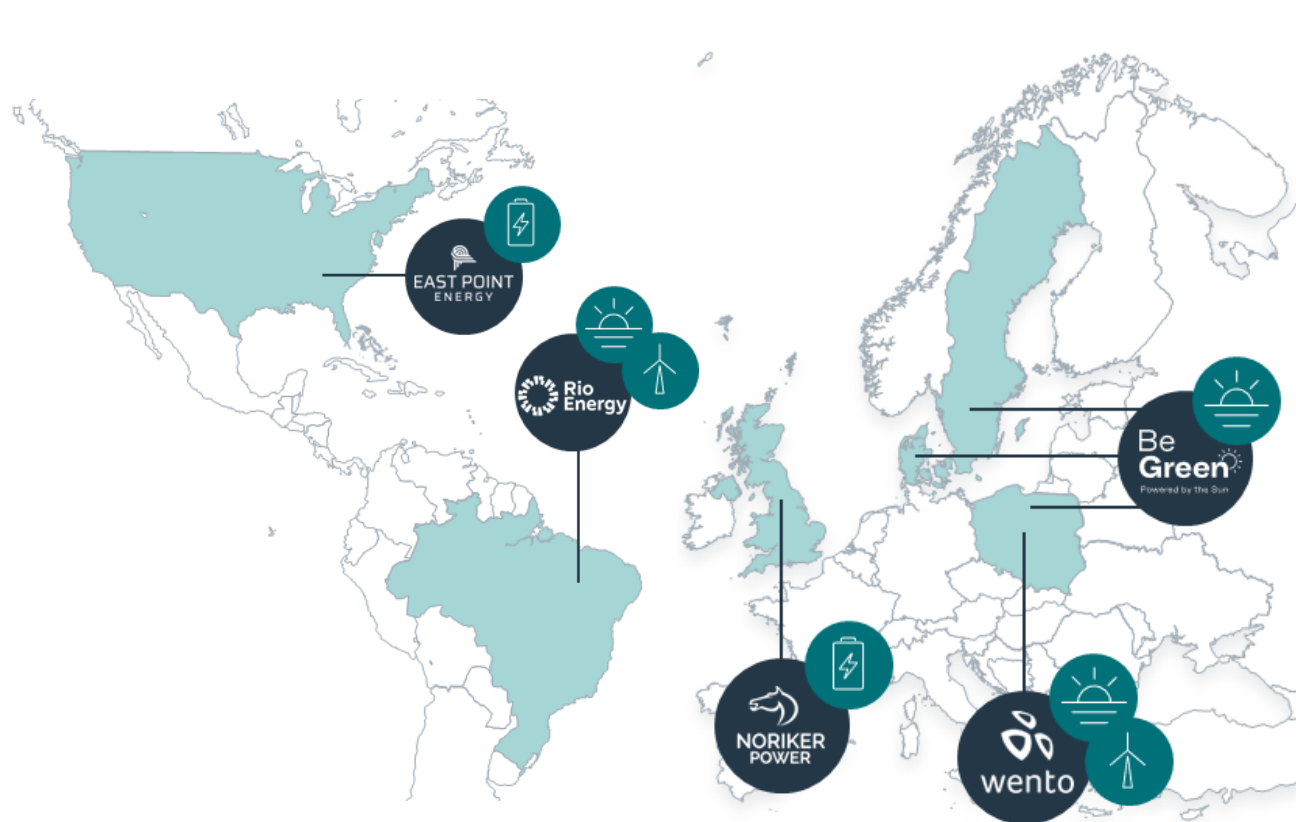 EAST POINT
ENERGY
Rio
Energy
Be
Green
Powered by the Sun
NORIKER
POWER
wento